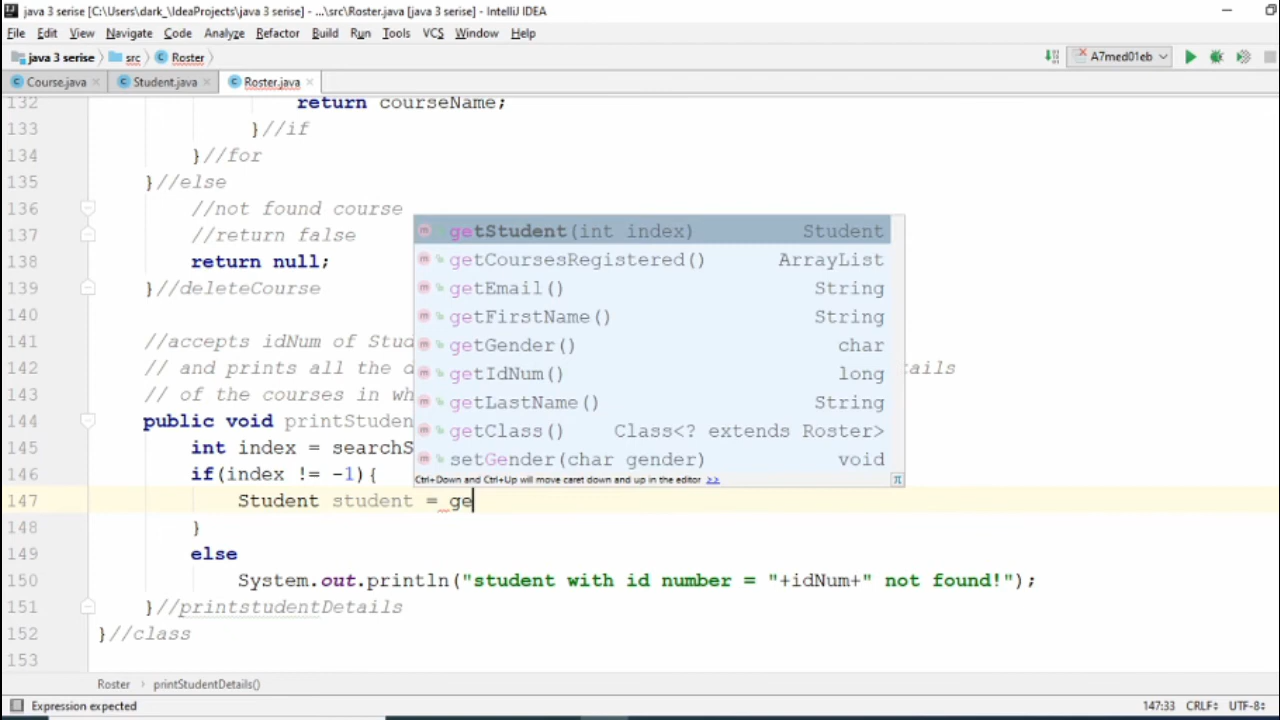 java 3 serise [C:\Users\dark_\IdeaProjects\java 3 serise] - ...\src\Roster.java [java 3 serise] - IntelliJ IDEA
File Edit View Navigate Code Analyze Refactor Build Run Tools VCS Window Help
java 3 serise src Roster A7med01eb
Course.java Student.java Roster.java
132 return courseName;
133 }//if
134 }//for
135 }//else
136 //not found course
137 //return false
138 return null;
139 }//deleteCourse
140
141 //accepts idNum of Stud
142 // and prints all the d ails
143 // of the courses in wh
144 public void printStuden
145 int index = searchS
146 if(index != -1){
147 Student student = ge
148 }
149 else
150 System.out.println("student with id number = "+idNum+" not found!");
151 }//printstudentDetails
152 }//class
153
getStudent(int index) Student
getCoursesRegistered() ArrayList
getEmail() String
getFirstName() String
getGender() char
getIdNum() long
getLastName() String
getClass() Class<? extends Roster>
setGender(char gender) void
Ctrl+Down and Ctrl+Up will move caret down and up in the editor >> π
Roster printStudentDetails()
Expression expected 147:33 CRLF UTF-8